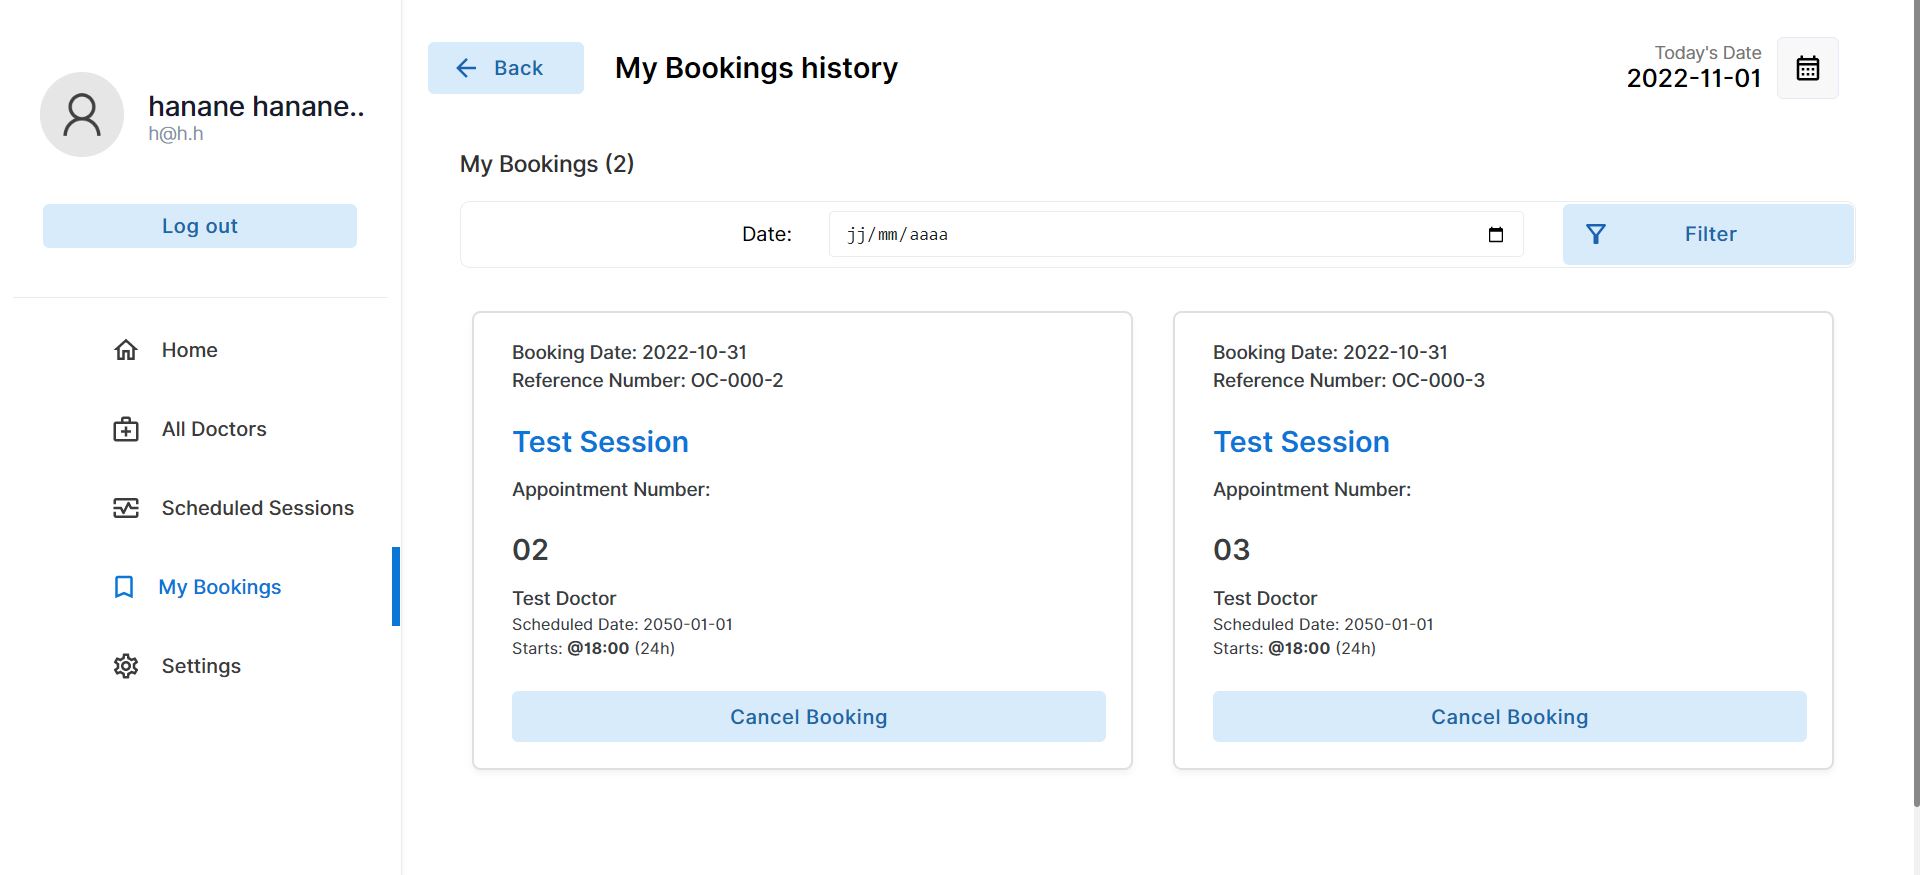 hanane hanane..
h@h.h
Log out
Home
All Doctors
Scheduled Sessions
My Bookings
Settings
Back
My Bookings history
Today's Date
2022-11-01
My Bookings (2)
Date:
jj/mm/aaaa
Filter
Booking Date: 2022-10-31
Reference Number: OC-000-2
Test Session
Appointment Number:
02
Test Doctor
Scheduled Date: 2050-01-01
Starts: @18:00 (24h)
Cancel Booking
Booking Date: 2022-10-31
Reference Number: OC-000-3
Test Session
Appointment Number:
03
Test Doctor
Scheduled Date: 2050-01-01
Starts: @18:00 (24h)
Cancel Booking